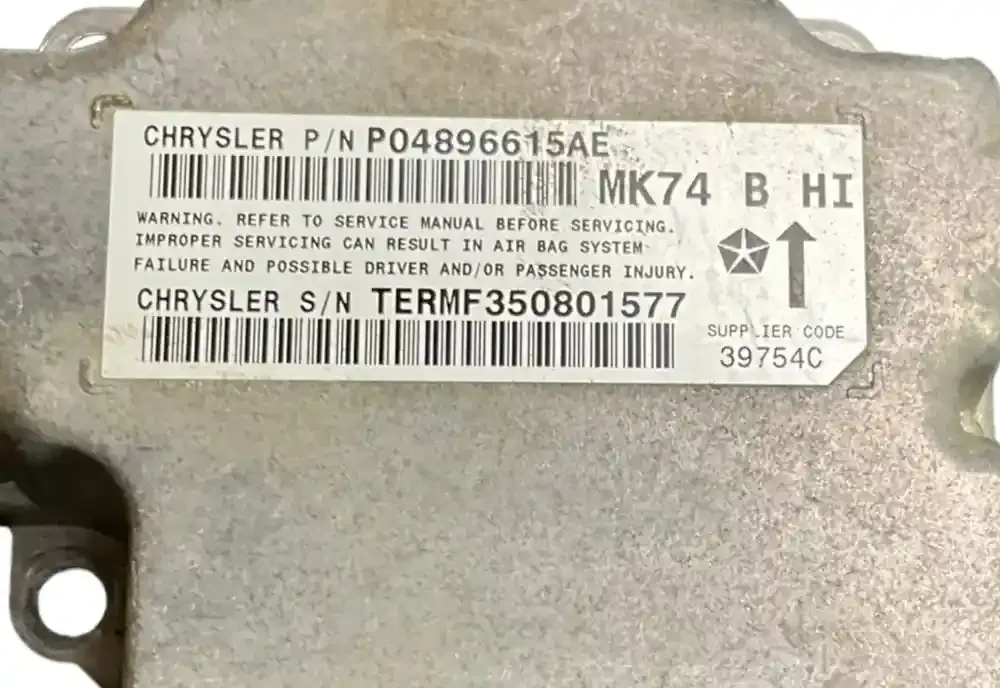 CHRYSLER P/N P04896615AE
MK74 B HI
WARNING. REFER TO SERVICE MANUAL BEFORE SERVICING.
IMPROPER SERVICING CAN RESULT IN AIR BAG SYSTEM
FAILURE AND POSSIBLE DRIVER AND/OR PASSENGER INJURY.
CHRYSLER S/N TERMF350801577
SUPPLIER CODE
39754C